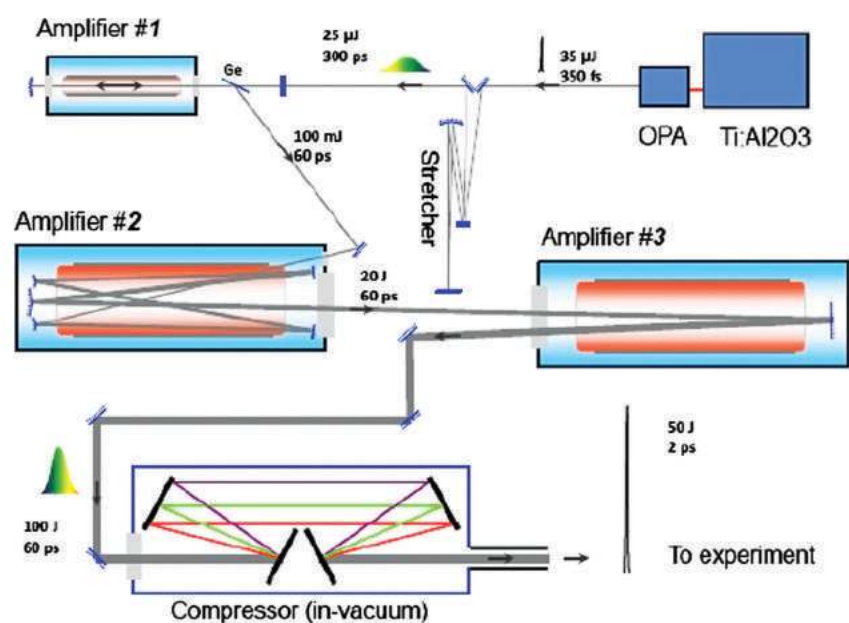 Amplifier #1
25 µJ
300 ps
35 µJ
350 fs
Ge
OPA
Ti:Al2O3
100 mJ
60 ps
Stretcher
Amplifier #2
Amplifier #3
20 J
60 ps
50 J
2 ps
100 J
60 ps
To experiment
Compressor (in-vacuum)